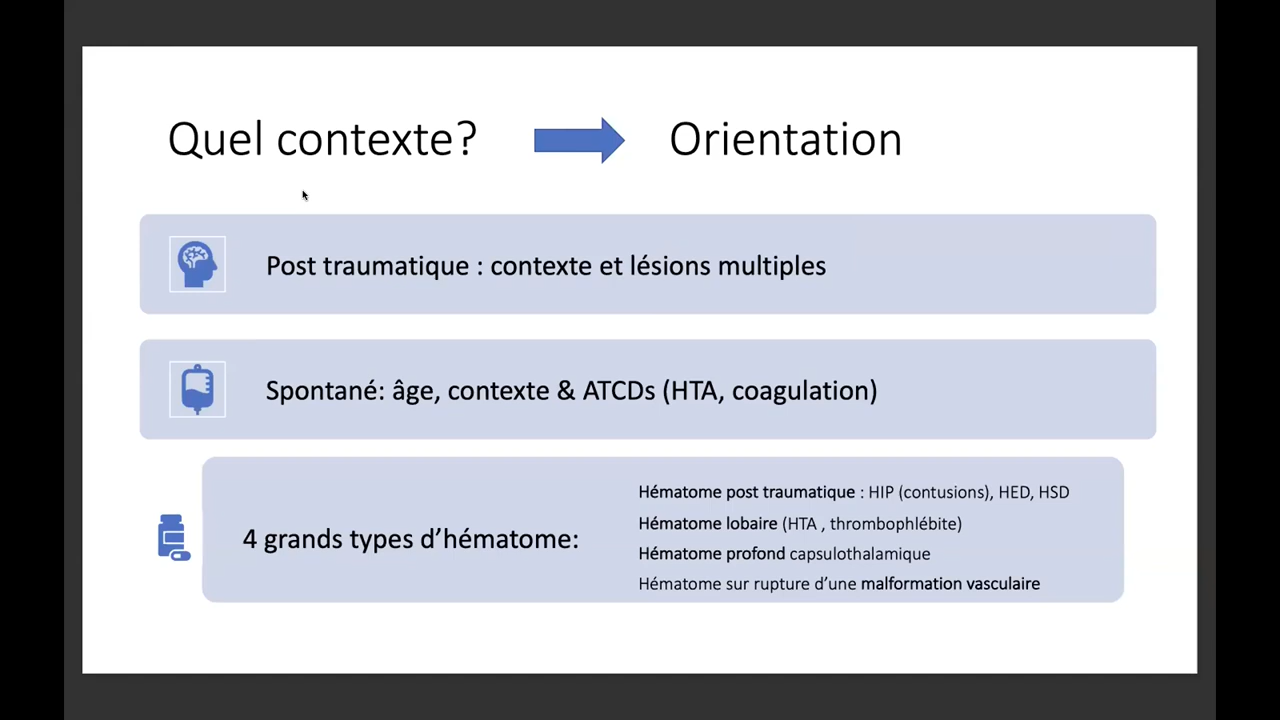 Quel contexte?
Orientation
Post traumatique : contexte et lésions multiples
Spontané: âge, contexte & ATCDs (HTA, coagulation)
4 grands types d’hématome:
Hématome post traumatique : HIP (contusions), HED, HSD
Hématome lobaire (HTA , thrombophlébite)
Hématome profond capsulothalamique
Hématome sur rupture d’une malformation vasculaire